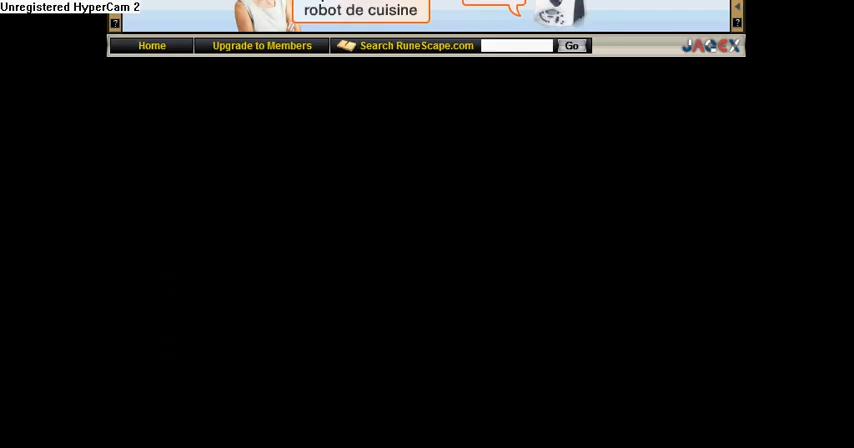 Unregistered HyperCam 2
robot de cuisine
?
?
Home
Upgrade to Members
Search RuneScape.com
Go
JAGEX